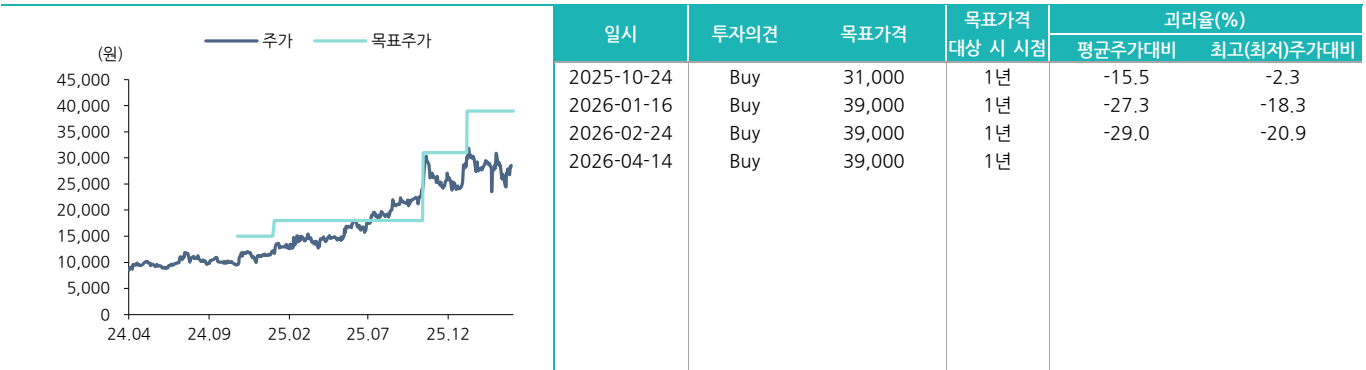 (원)
주가
목표주가
45,000
40,000
35,000
30,000
25,000
20,000
15,000
10,000
5,000
0
24.04 24.09 25.02 25.07 25.12
일시 투자의견 목표가격 목표가격 괴리율(%)
대상 시 시점 평균주가대비 최고(최저)주가대비
2025-10-24 Buy 31,000 1년 -15.5 -2.3
2026-01-16 Buy 39,000 1년 -27.3 -18.3
2026-02-24 Buy 39,000 1년 -29.0 -20.9
2026-04-14 Buy 39,000 1년